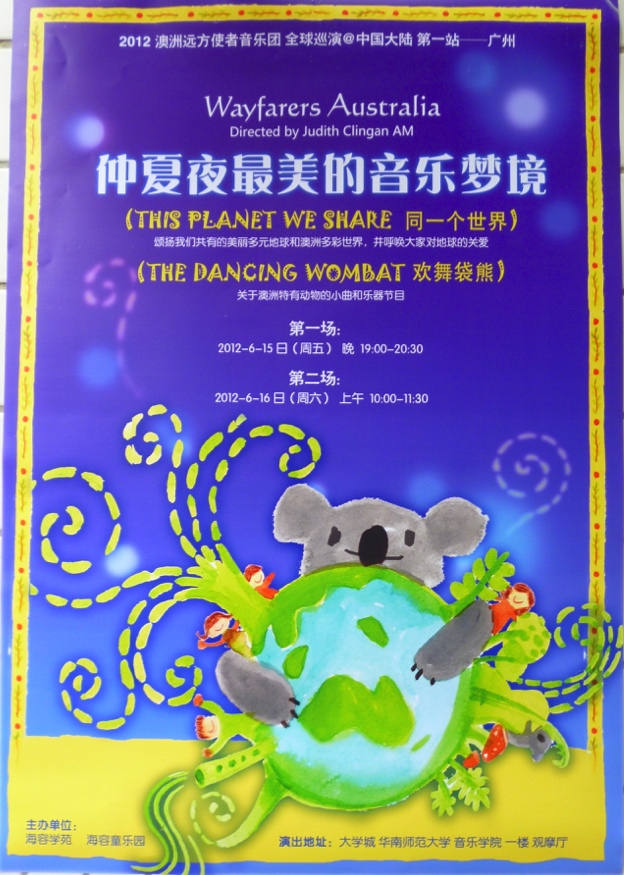 2012 澳洲远方使者音乐团 全球巡演@中国大陆 第一站——广州
Wayfarers Australia
Directed by Judith Clingan AM
仲夏夜最美的音乐梦境
(THIS PLANET WE SHARE 同一个世界)
颂扬我们共有的美丽多元地球和澳洲多彩世界，并呼唤大家对地球的关爱
(THE DANCING WOMBAT 欢舞袋熊)
关于澳洲特有动物的小曲和乐器节目
第一场:
2012-6-15日(周五) 晚 19:00-20:30
第二场:
2012-6-16日(周六) 上午 10:00-11:30
主办单位:
海容学苑 海容童乐园
演出地址: 大学城 华南师范大学 音乐学院 一楼 观摩厅